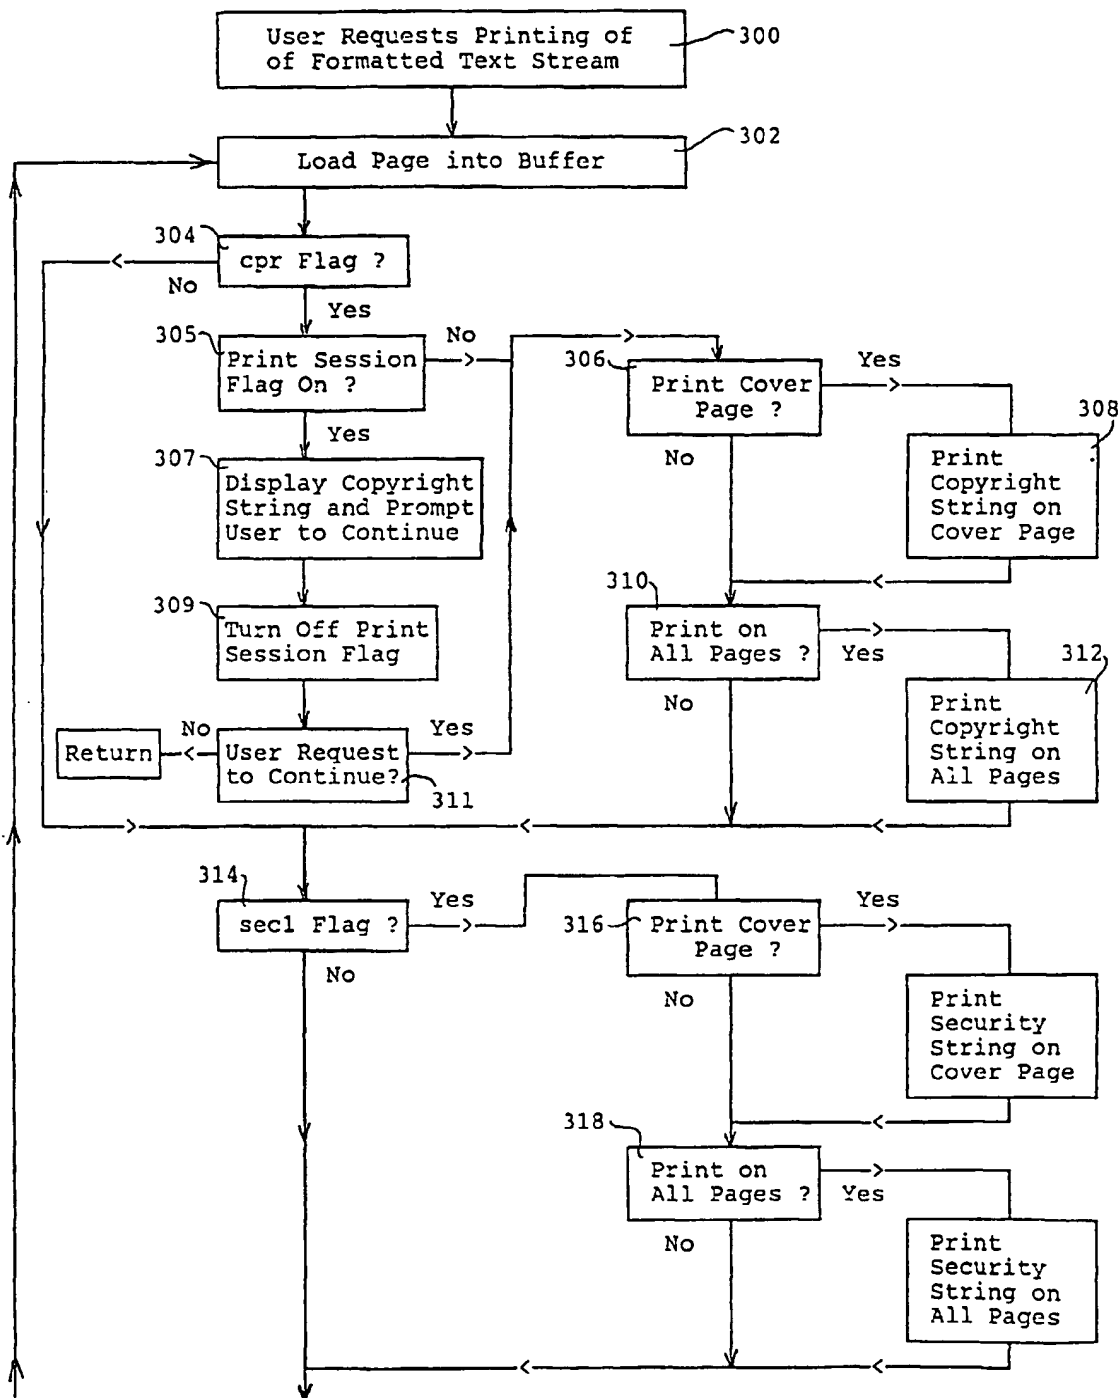 User Requests Printing of
of Formatted Text Stream
300
Load Page into Buffer
302
304
cpr Flag ?
No
Yes
305
Print Session
Flag On ?
No
Yes
306
Print Cover
Page ?
Yes
No
308
Print
Copyright
String on
Cover Page
307
Display Copyright
String and Prompt
User to Continue
309
Turn Off Print
Session Flag
310
Print on
All Pages ?
Yes
No
312
Print
Copyright
String on
All Pages
Return
No
User Request
to Continue?
Yes
311
314
sec1 Flag ?
Yes
No
316
Print Cover
Page ?
Yes
No
Print
Security
String on
Cover Page
318
Print on
All Pages ?
Yes
No
Print
Security
String on
All Pages